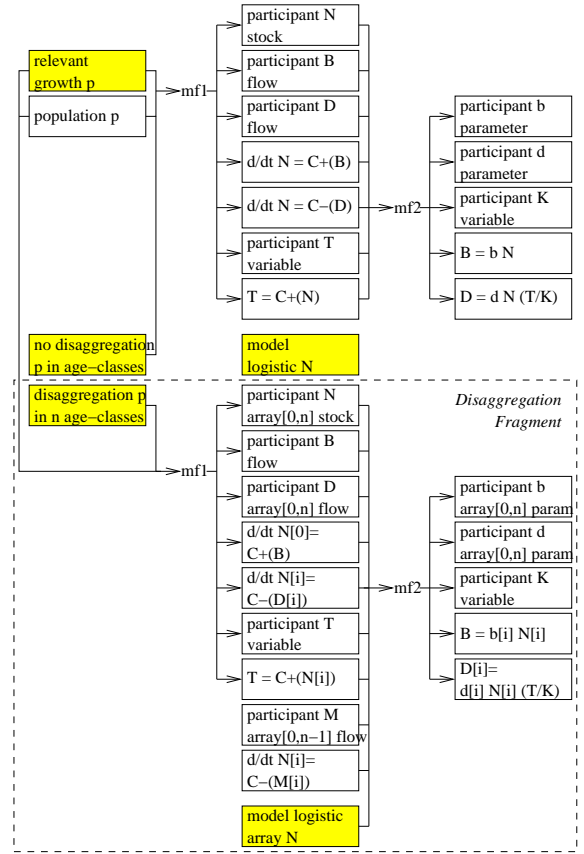 participant N
stock
relevant
growth p
participant B
flow
mf1
population p
participant D
flow
participant b
parameter
d/dt N = C+(B)
participant d
parameter
d/dt N = C−(D)
mf2
participant K
variable
participant T
variable
B = b N
T = C+(N)
D = d N (T/K)
no disaggregation
p in age−classes
model
logistic N
disaggregation p
in n age−classes
participant N
array[0,n] stock
Disaggregation
Fragment
participant B
flow
mf1
participant D
array[0,n] flow
participant b
array[0,n] param
d/dt N[0]=
C+(B)
participant d
array[0,n] param
d/dt N[i]=
C−(D[i])
mf2
participant K
variable
participant T
variable
B = b[i] N[i]
T = C+(N[i])
D[i]=
d[i] N[i] (T/K)
participant M
array[0,n−1] flow
d/dt N[i]=
C−(M[i])
model logistic
array N